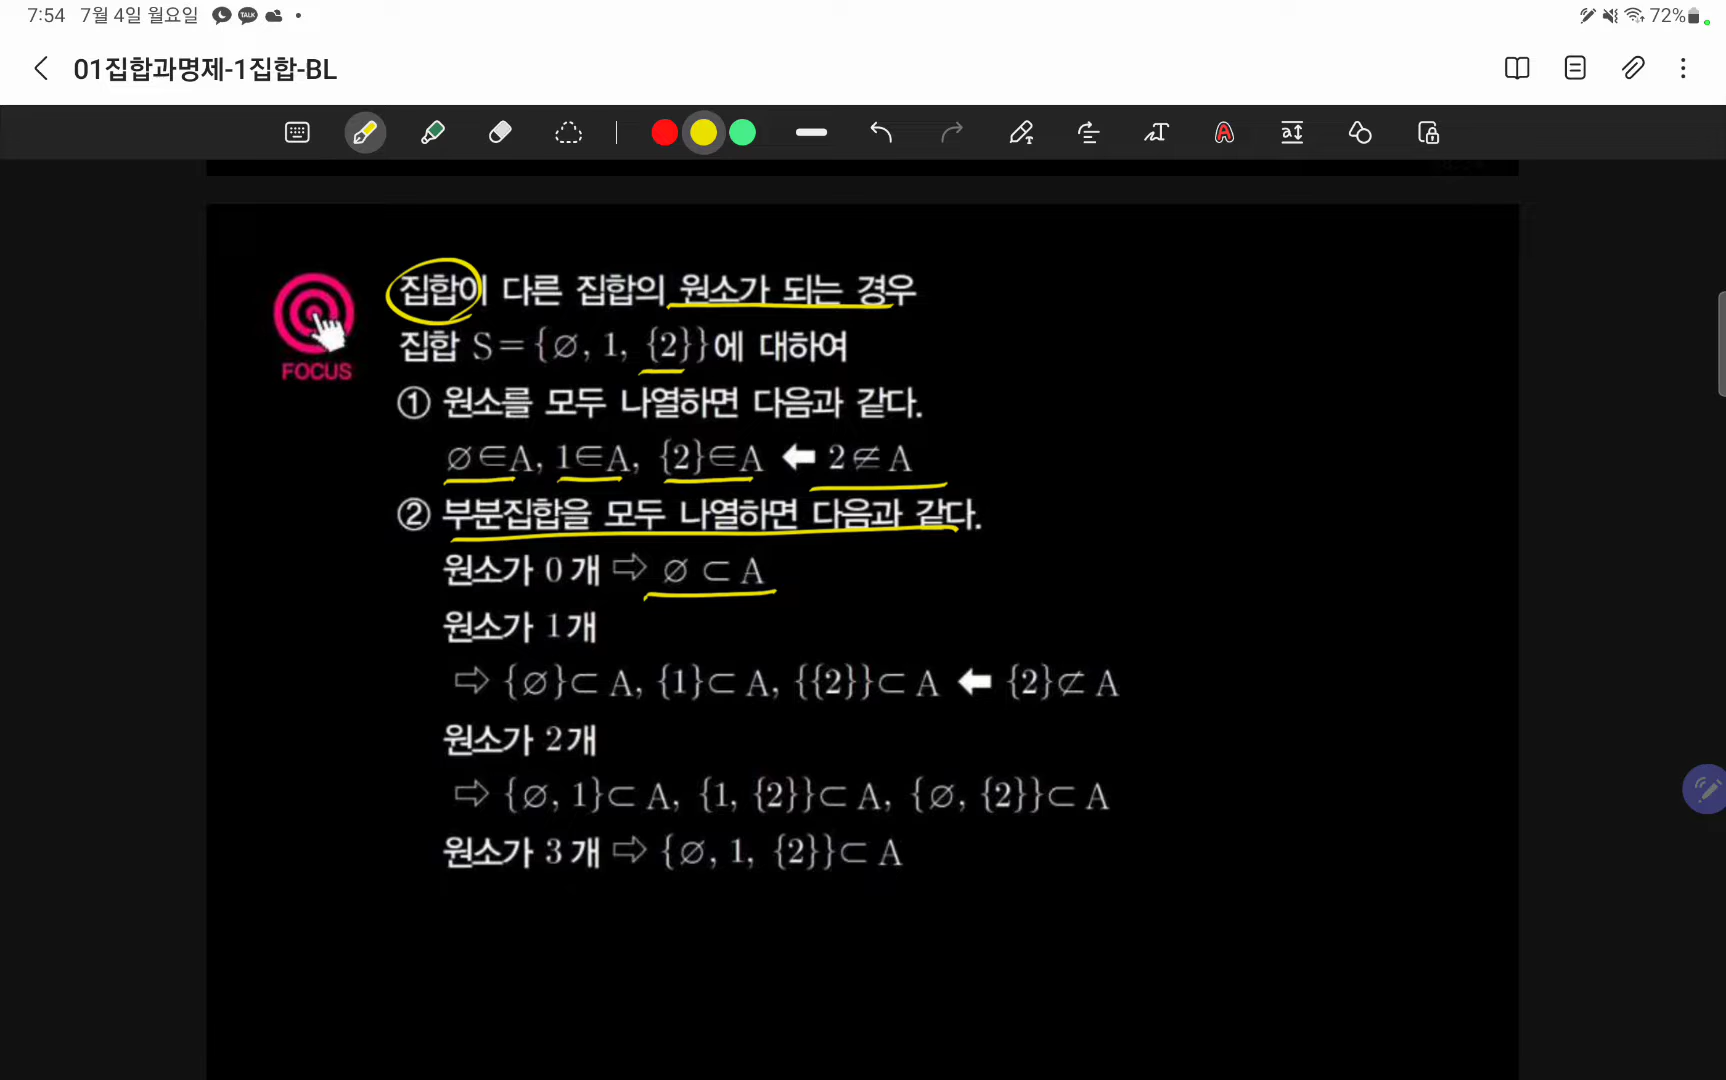 7:54 7월 4일 월요일 TALK 72%
01집합과명제-1집합-BL
집합이 다른 집합의 원소가 되는 경우
FOCUS
집합 S={∅, 1, {2}}에 대하여
① 원소를 모두 나열하면 다음과 같다.
∅∈A, 1∈A, {2}∈A ⬅ 2∉A
② 부분집합을 모두 나열하면 다음과 같다.
원소가 0개 ⇨ ∅⊂A
원소가 1개
⇨ {∅}⊂A, {1}⊂A, {{2}}⊂A ⬅ {2}⊄A
원소가 2개
⇨ {∅, 1}⊂A, {1, {2}}⊂A, {∅, {2}}⊂A
원소가 3개 ⇨ {∅, 1, {2}}⊂A